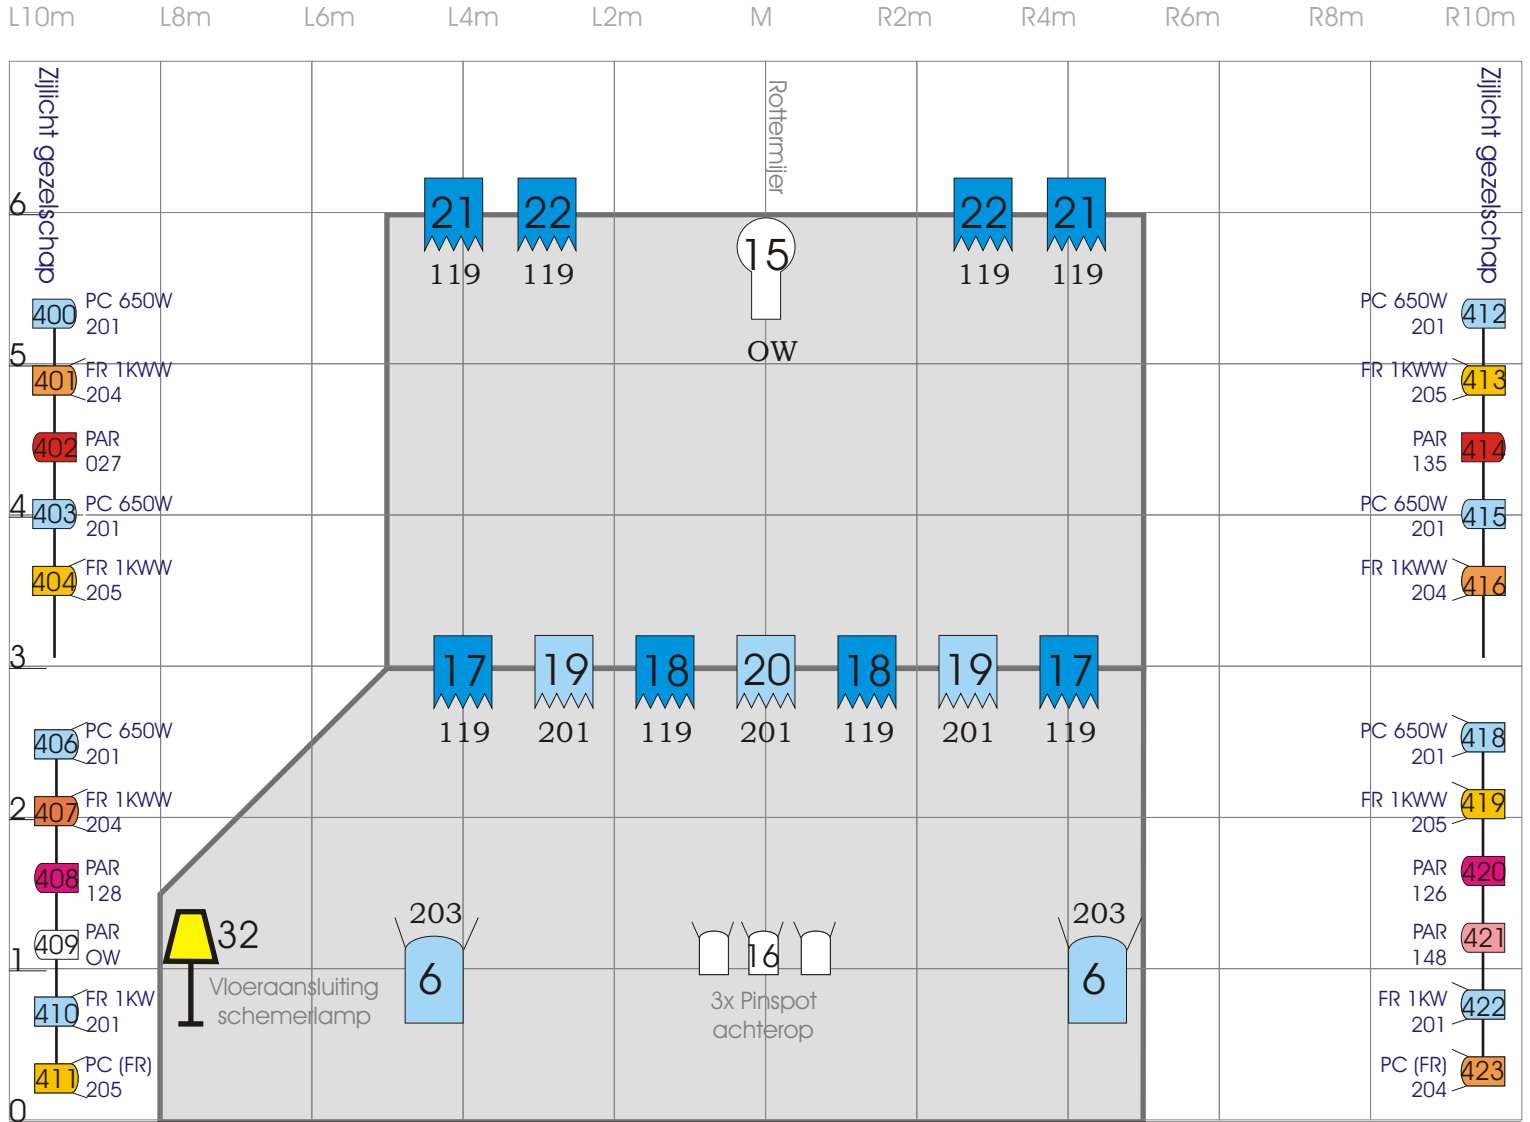 L10m L8m L6m L4m L2m M R2m R4m R6m R8m R10m
Zijlicht gezelschap
Rottermijer
Zijlicht gezelschap
6
21 22 22 21
119 119 119 119
15
OW
400 PC 650W
201
5
401 FR 1KWW
204
402 PAR
027
4
403 PC 650W
201
404 FR 1KWW
205
PC 650W 412
201
FR 1KWW 413
205
PAR 414
135
PC 650W 415
201
FR 1KWW 416
204
3
17 19 18 20 18 19 17
119 201 119 201 119 201 119
406 PC 650W
201
2
407 FR 1KWW
204
408 PAR
128
409 PAR
OW
1
410 FR 1KW
201
411 PC (FR)
205
0
32
Vloeraansluiting
schemerlamp
203
6
16
3x Pinspot
achterop
203
6
PC 650W 418
201
FR 1KWW 419
205
PAR 420
126
PAR 421
148
FR 1KW 422
201
PC (FR) 423
204